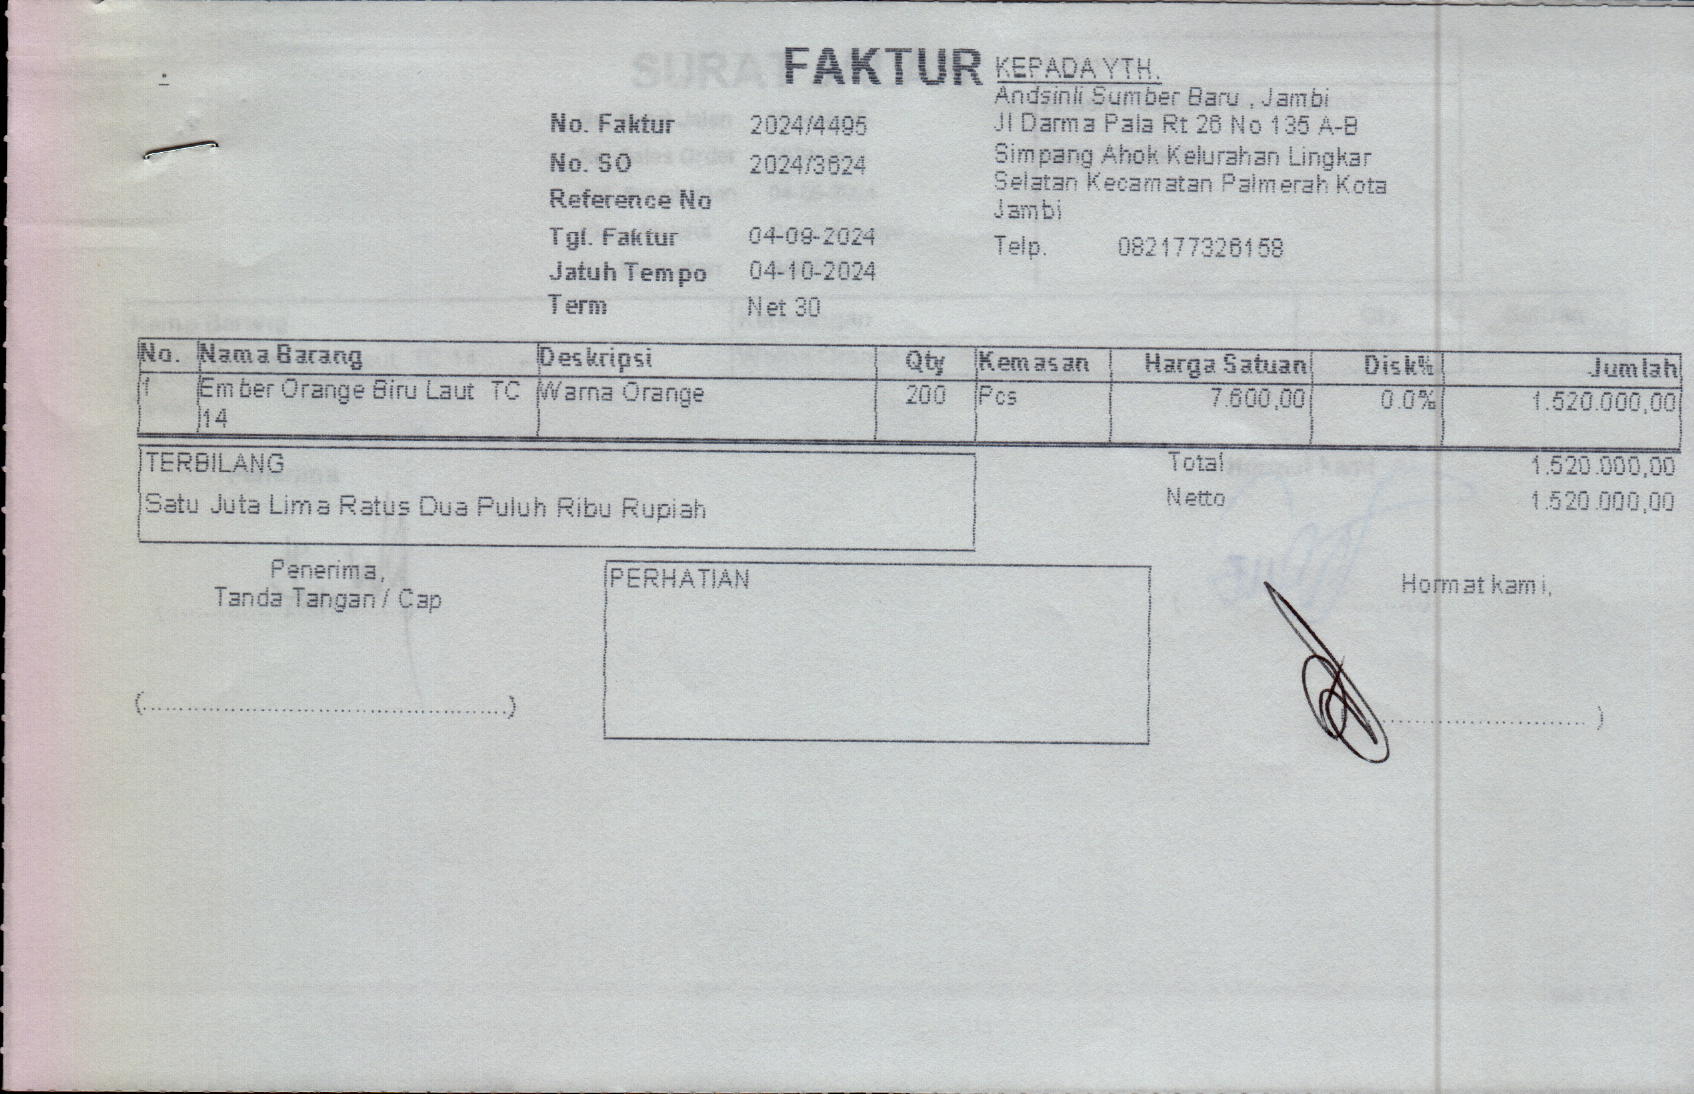 FAKTUR
No. Faktur 2024/4495
No. SO 2024/3624
Reference No
Tgl. Faktur 04-09-2024
Jatuh Tempo 04-10-2024
Term Net 30
KEPADA YTH.
Andsinli Sumber Baru , Jambi
Jl Darma Pala Rt 26 No 135 A-B
Simpang Ahok Kelurahan Lingkar
Selatan Kecamatan Palmerah Kota
Jambi
Telp. 082177326158
No. Nama Barang Deskripsi Qty Kemasan Harga Satuan Disk% Jumlah
1 Ember Orange Biru Laut TC Warna Orange 200 Pcs 7.600,00 0.0% 1.520.000,00
14
TERBILANG
Satu Juta Lima Ratus Dua Puluh Ribu Rupiah
Total 1.520.000,00
Netto 1.520.000,00
Penerima,
Tanda Tangan / Cap
(..............................................)
PERHATIAN
Hormat kami,
.......................... )